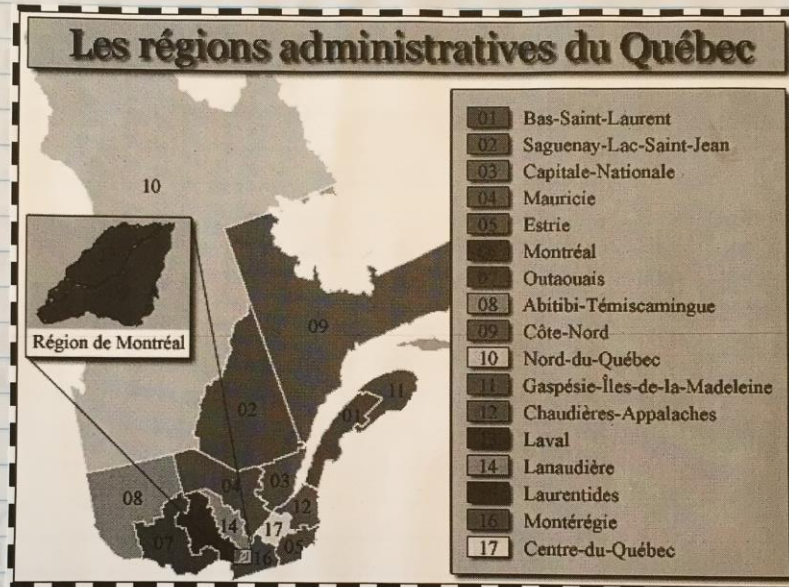 Les régions administratives du Québec
10
Région de Montréal
09
02
11
01
04
03
08
12
14
17
07
16
05
01 Bas-Saint-Laurent
02 Saguenay-Lac-Saint-Jean
03 Capitale-Nationale
04 Mauricie
05 Estrie
Montréal
07 Outaouais
08 Abitibi-Témiscamingue
09 Côte-Nord
10 Nord-du-Québec
11 Gaspésie-Îles-de-la-Madeleine
12 Chaudières-Appalaches
Laval
14 Lanaudière
Laurentides
16 Montérégie
17 Centre-du-Québec